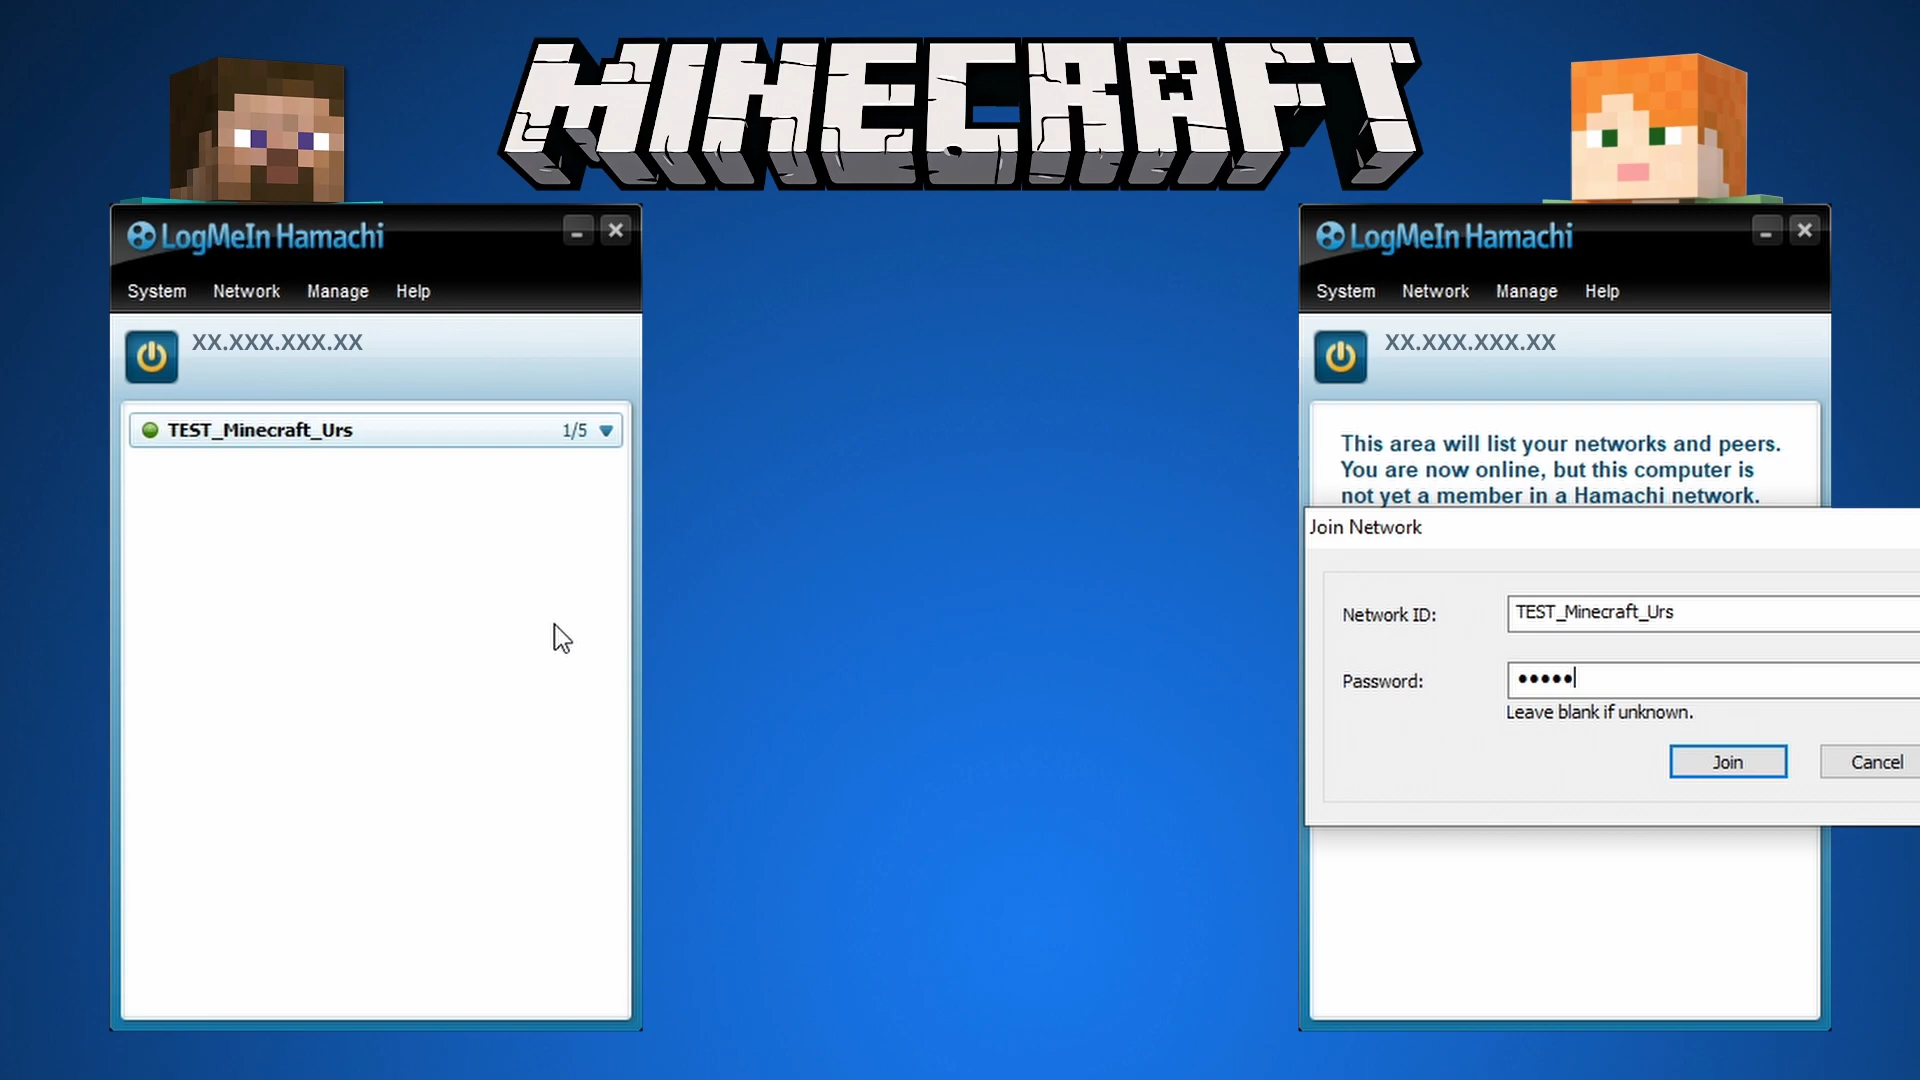 MINECRAFT
LogMeIn Hamachi
System Network Manage Help
XX.XXX.XXX.XX
TEST_Minecraft_Urs 1/5
LogMeIn Hamachi
System Network Manage Help
XX.XXX.XXX.XX
This area will list your networks and peers.
You are now online, but this computer is
not yet a member in a Hamachi network.
Join Network
Network ID: TEST_Minecraft_Urs
Password: •••••
Leave blank if unknown.
Join Cancel